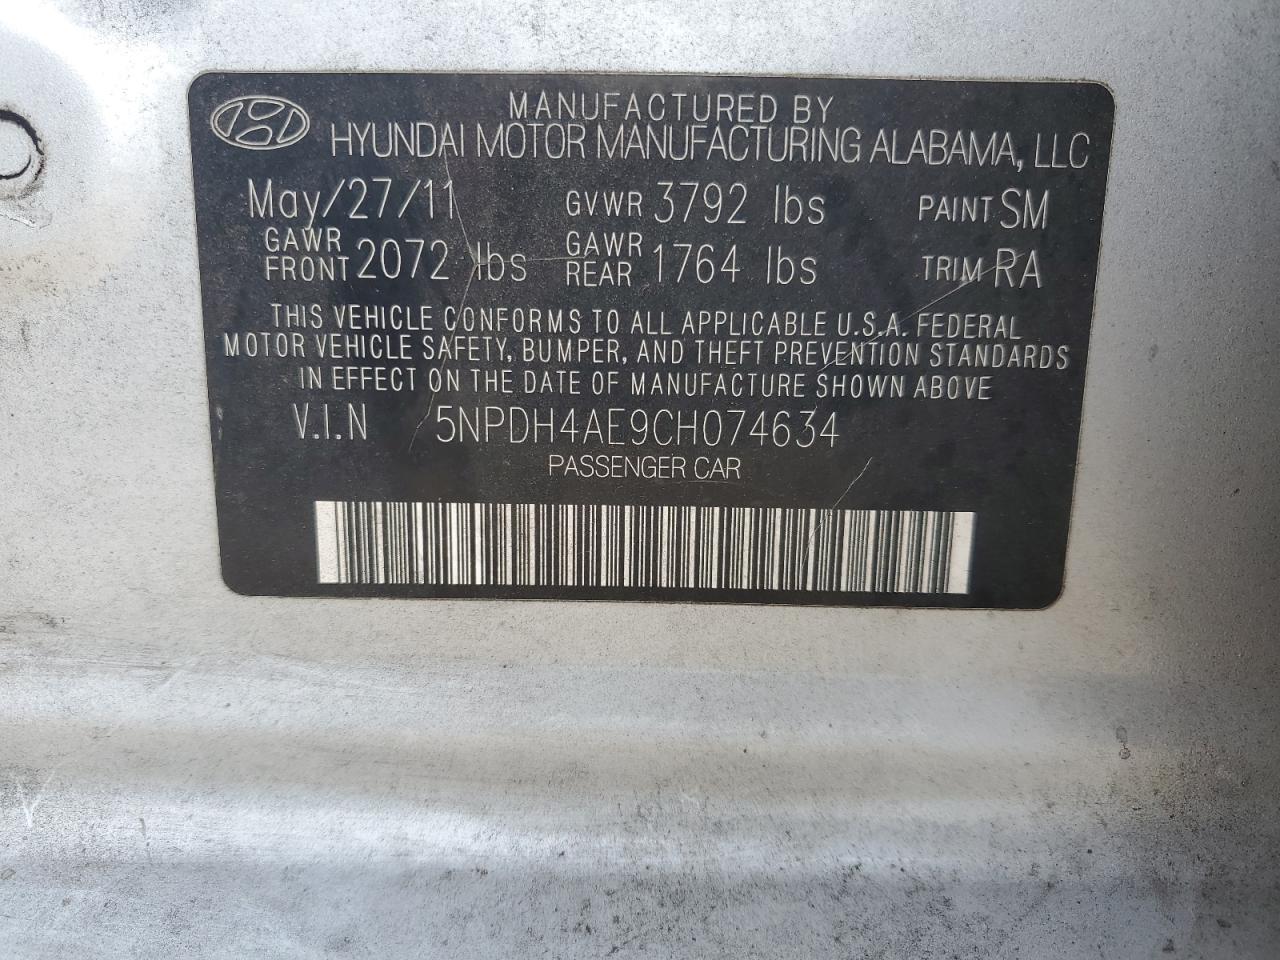 MANUFACTURED BY
HYUNDAI MOTOR MANUFACTURING ALABAMA, LLC
May/27/11 GVWR 3792 lbs PAINT SM
GAWR FRONT 2072 lbs GAWR REAR 1764 lbs TRIM RA
THIS VEHICLE CONFORMS TO ALL APPLICABLE U.S.A. FEDERAL
MOTOR VEHICLE SAFETY, BUMPER, AND THEFT PREVENTION STANDARDS
IN EFFECT ON THE DATE OF MANUFACTURE SHOWN ABOVE
V.I.N 5NPDH4AE9CH074634
PASSENGER CAR